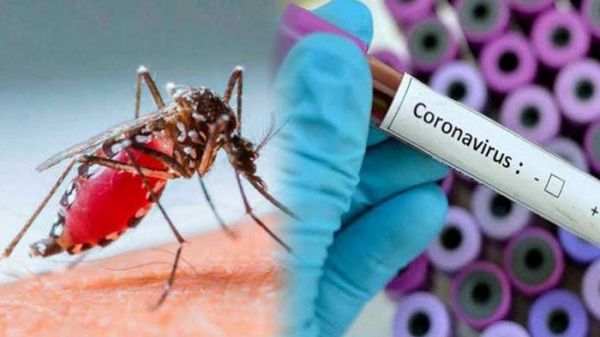 Coronavirus : - □
+